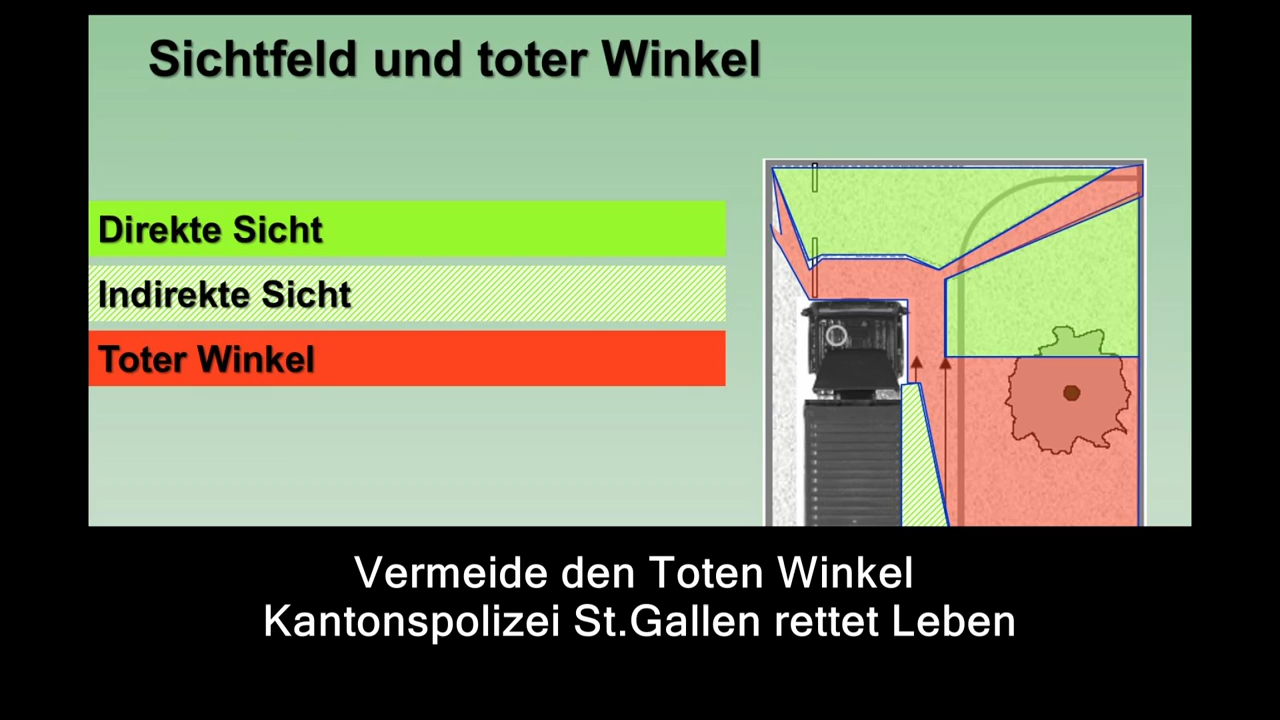 Sichtfeld und toter Winkel
Direkte Sicht
Indirekte Sicht
Toter Winkel
Vermeide den Toten Winkel
Kantonspolizei St.Gallen rettet Leben